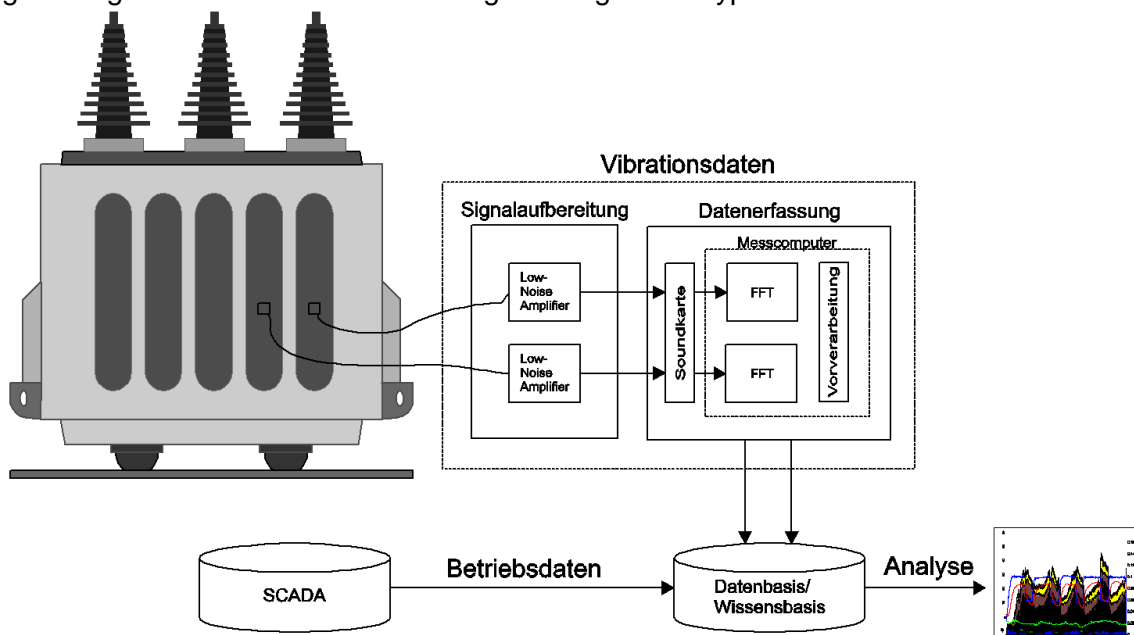 Vibrationsdaten
Signalaufbereitung
Datenerfassung
Messcomputer
Low-
Noise
Amplifier
Low-
Noise
Amplifier
Soundkarte
FFT
FFT
Vorverarbeitung
SCADA
Betriebsdaten
Datenbasis/
Wissensbasis
Analyse